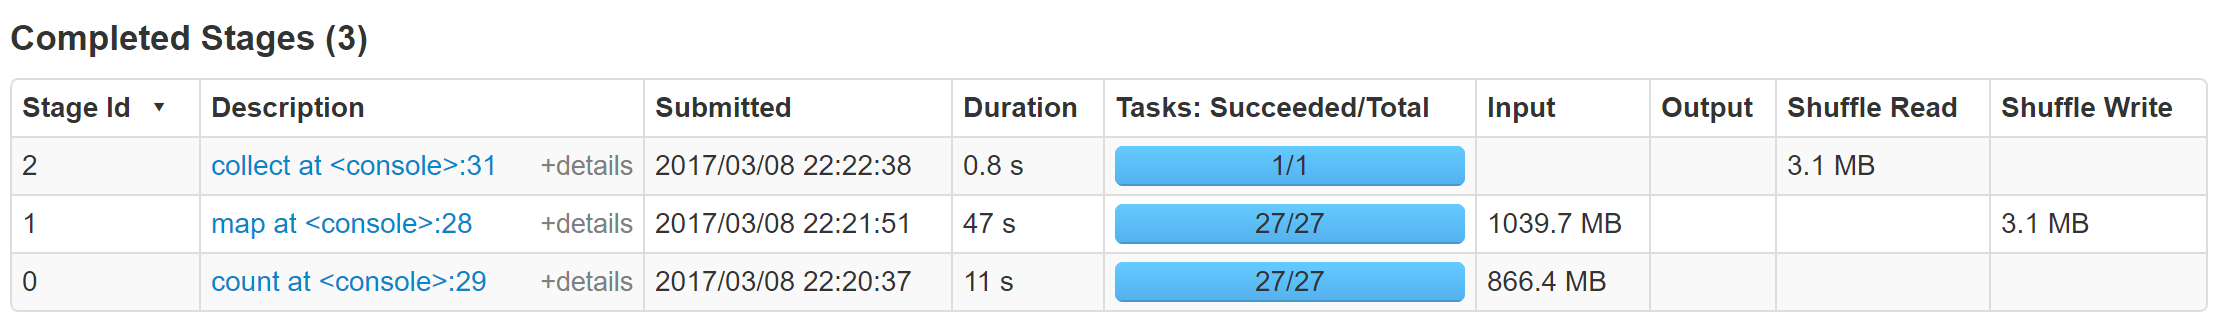 Completed Stages (3)
Stage Id ▾ Description Submitted Duration Tasks: Succeeded/Total Input Output Shuffle Read Shuffle Write
2 collect at <console>:31 +details 2017/03/08 22:22:38 0.8 s 1/1 3.1 MB
1 map at <console>:28 +details 2017/03/08 22:21:51 47 s 27/27 1039.7 MB 3.1 MB
0 count at <console>:29 +details 2017/03/08 22:20:37 11 s 27/27 866.4 MB